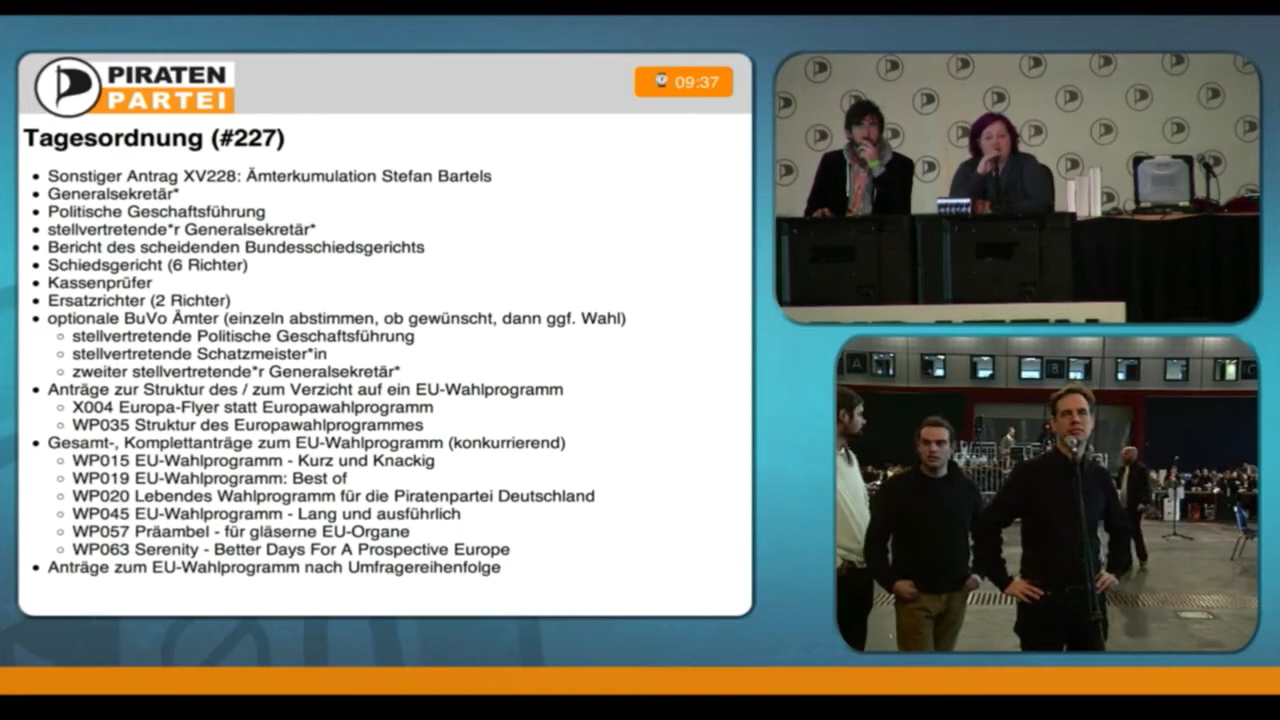 PIRATEN
PARTEI
09:37
Tagesordnung (#227)
Sonstiger Antrag XV228: Ämterkumulation Stefan Bartels
Generalsekretär*
Politische Geschaftsführung
stellvertretende*r Generalsekretär*
Bericht des scheidenden Bundesschiedsgerichts
Schiedsgericht (6 Richter)
Kassenprüfer
Ersatzrichter (2 Richter)
optionale BuVo Ämter (einzeln abstimmen, ob gewünscht, dann ggf. Wahl)
stellvertretende Politische Geschaftsführung
stellvertretende Schatzmeister*in
zweiter stellvertretende*r Generalsekretär*
Anträge zur Struktur des / zum Verzicht auf ein EU-Wahlprogramm
X004 Europa-Flyer statt Europawahlprogramm
WP035 Struktur des Europawahlprogrammes
Gesamt-, Komplettanträge zum EU-Wahlprogramm (konkurrierend)
WP015 EU-Wahlprogramm - Kurz und Knackig
WP019 EU-Wahlprogramm: Best of
WP020 Lebendes Wahlprogramm für die Piratenpartei Deutschland
WP045 EU-Wahlprogramm - Lang und ausführlich
WP057 Präambel - für gläserne EU-Organe
WP063 Serenity - Better Days For A Prospective Europe
Anträge zum EU-Wahlprogramm nach Umfragereihenfolge
A
B